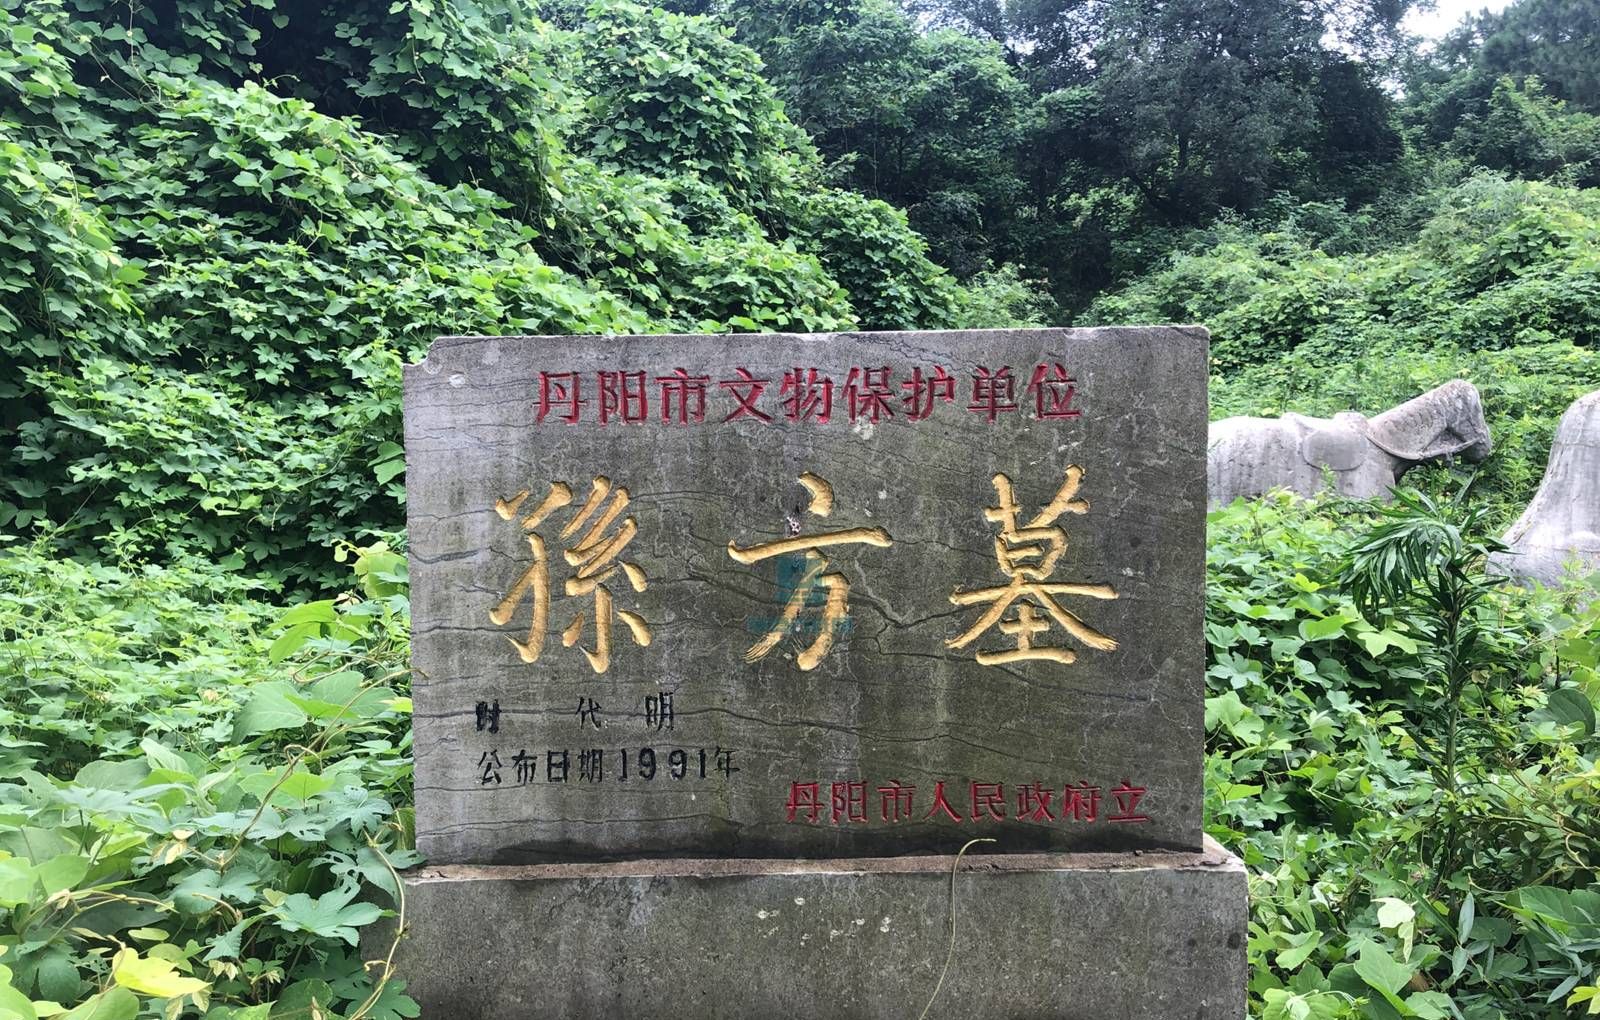 丹阳市文物保护单位
孫方墓
时 代 明
公布日期1991年
丹阳市人民政府立